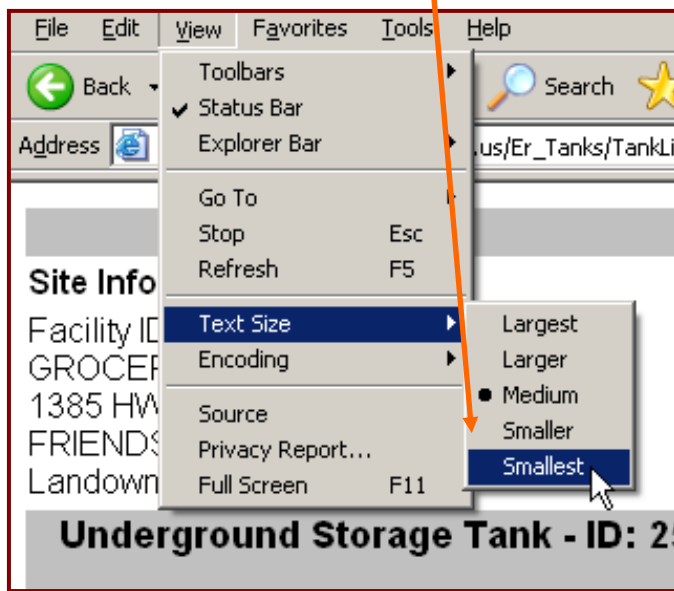 File Edit View Favorites Tools Help
Back Search
Toolbars
Status Bar
Explorer Bar
Address .us/Er_Tanks/TankLi
Go To
Stop Esc
Refresh F5
Site Info
Text Size
Largest
Facility ID
Encoding
Larger
GROCER
Medium
1385 HW
Source
Smaller
FRIENDS
Privacy Report...
Smallest
Landown
Full Screen F11
Underground Storage Tank - ID: 25